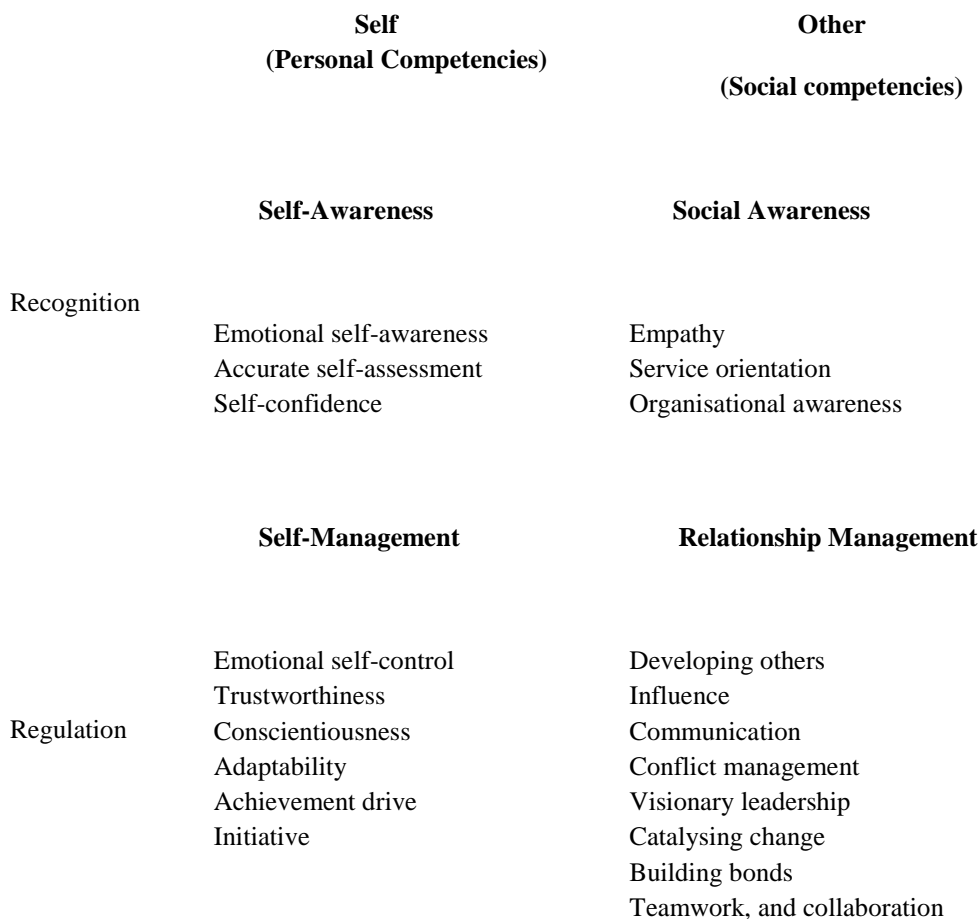 Self
(Personal Competencies)
Other
(Social competencies)
Self-Awareness
Social Awareness
Recognition
Emotional self-awareness
Accurate self-assessment
Self-confidence
Empathy
Service orientation
Organisational awareness
Self-Management
Relationship Management
Regulation
Emotional self-control
Trustworthiness
Conscientiousness
Adaptability
Achievement drive
Initiative
Developing others
Influence
Communication
Conflict management
Visionary leadership
Catalysing change
Building bonds
Teamwork, and collaboration